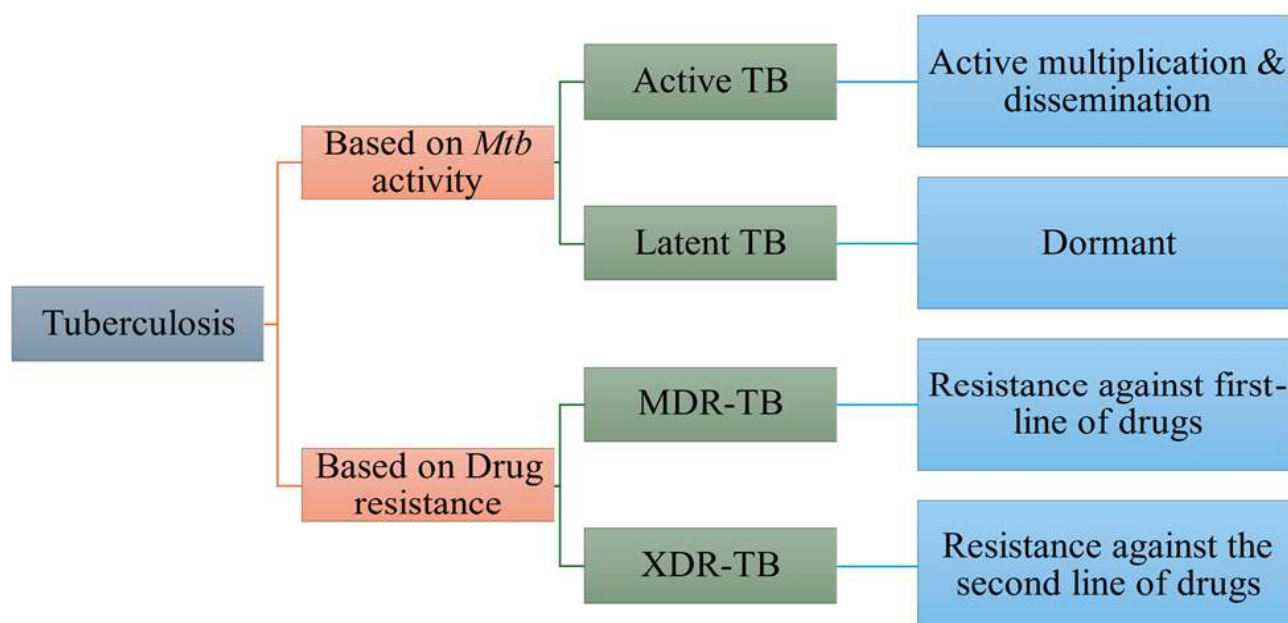 Tuberculosis
Based on Mtb
activity
Active TB
Active multiplication &
dissemination
Latent TB
Dormant
Based on Drug
resistance
MDR-TB
Resistance against first-
line of drugs
XDR-TB
Resistance against the
second line of drugs